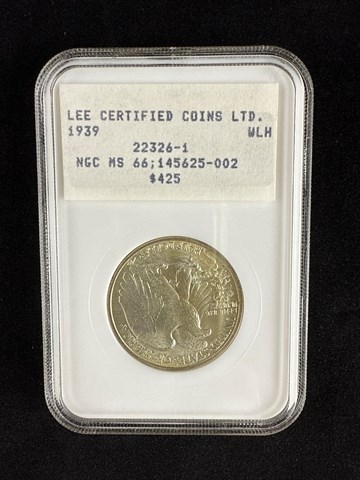 LEE CERTIFIED COINS LTD.
1939 WLH
22326-1
NGC MS 66;145625-002
$425